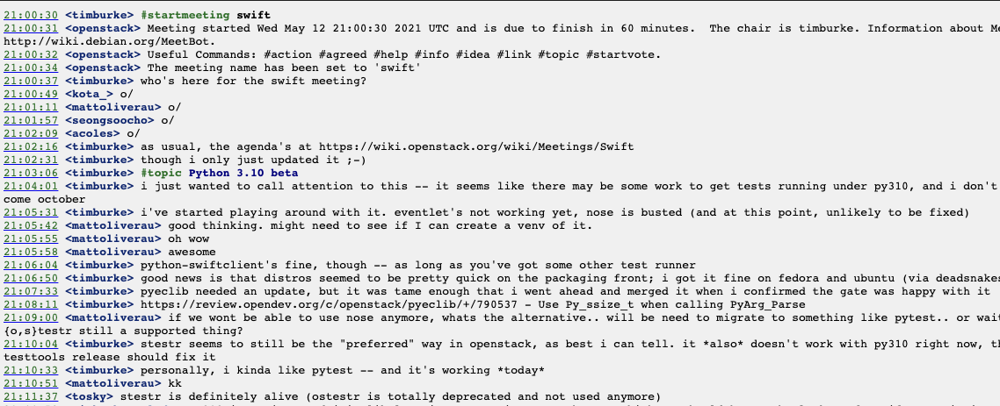 21:00:30 <timburke> #startmeeting swift
21:00:31 <openstack> Meeting started Wed May 12 21:00:30 2021 UTC and is due to finish in 60 minutes.  The chair is timburke. Information about
http://wiki.debian.org/MeetBot.
21:00:32 <openstack> Useful Commands: #action #agreed #help #info #idea #link #topic #startvote.
21:00:34 <openstack> The meeting name has been set to 'swift'
21:00:37 <timburke> who's here for the swift meeting?
21:00:49 <kota_> o/
21:01:11 <mattoliverau> o/
21:01:57 <seongsoocho> o/
21:02:09 <acoles> o/
21:02:16 <timburke> as usual, the agenda's at https://wiki.openstack.org/wiki/Meetings/Swift
21:02:31 <timburke> though i only just updated it ;-)
21:03:06 <timburke> #topic Python 3.10 beta
21:04:01 <timburke> i just wanted to call attention to this -- it seems like there may be some work to get tests running under py310, and i don't
come october
21:05:31 <timburke> i've started playing around with it. eventlet's not working yet, nose is busted (and at this point, unlikely to be fixed)
21:05:42 <mattoliverau> good thinking. might need to see if I can create a venv of it.
21:05:55 <mattoliverau> oh wow
21:05:58 <mattoliverau> awesome
21:06:04 <timburke> python-swiftclient's fine, though -- as long as you've got some other test runner
21:06:50 <timburke> good news is that distros seemed to be pretty quick on the packaging front; i got it fine on fedora and ubuntu (via deadsnakes
21:07:33 <timburke> pyeclib needed an update, but it was tame enough that i went ahead and merged it when i confirmed the gate was happy with it
21:08:11 <timburke> https://review.opendev.org/c/openstack/pyeclib/+/790537 - Use Py_ssize_t when calling PyArg_Parse
21:09:00 <mattoliverau> if we wont be able to use nose anymore, whats the alternative.. will be need to migrate to something like pytest.. or wait
{o,s}testr still a supported thing?
21:10:04 <timburke> stestr seems to still be the "preferred" way in openstack, as best i can tell. it *also* doesn't work with py310 right now,
testtools release should fix it
21:10:33 <timburke> personally, i kinda like pytest -- and it's working *today*
21:10:51 <mattoliverau> kk
21:11:37 <tosky> stestr is definitely alive (ostestr is totally deprecated and not used anymore)